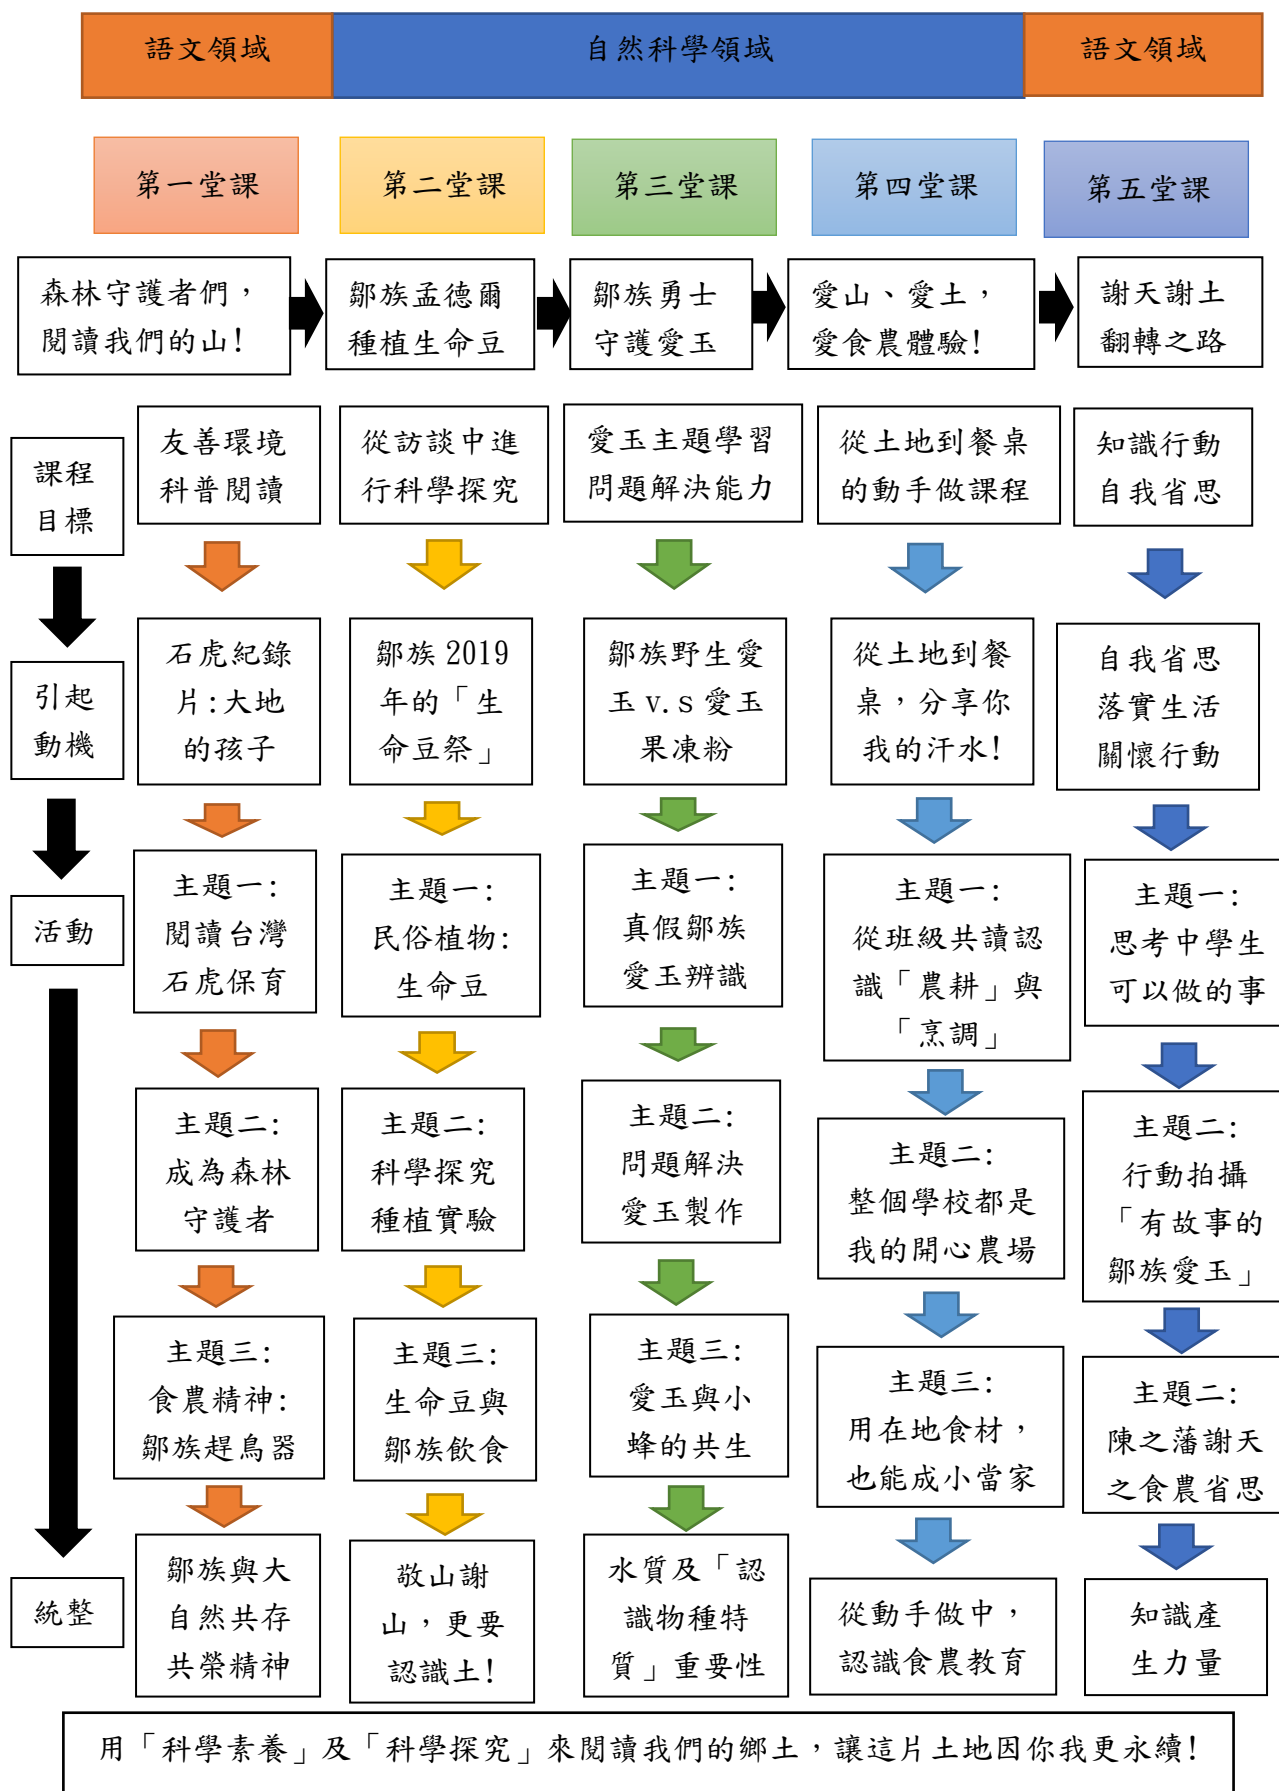 語文領域
自然科學領域
語文領域
第一堂課
第二堂課
第三堂課
第四堂課
第五堂課
森林守護者們，
閱讀我們的山!
鄒族孟德爾
種植生命豆
鄒族勇士
守護愛玉
愛山、愛土，
愛食農體驗!
謝天謝土
翻轉之路
課程
目標
友善環境
科普閱讀
從訪談中進
行科學探究
愛玉主題學習
問題解決能力
從土地到餐桌
的動手做課程
知識行動
自我省思
引起
動機
石虎紀錄
片:大地
的孩子
鄒族 2019
年的「生
命豆祭」
鄒族野生愛
玉 v.s 愛玉
果凍粉
從土地到餐
桌，分享你
我的汗水!
自我省思
落實生活
關懷行動
活動
主題一:
閱讀台灣
石虎保育
主題一:
民俗植物:
生命豆
主題一:
真假鄒族
愛玉辨識
主題一:
從班級共讀認
識「農耕」與
「烹調」
主題一:
思考中學生
可以做的事
主題二:
成為森林
守護者
主題二:
科學探究
種植實驗
主題二:
問題解決
愛玉製作
主題二:
整個學校都是
我的開心農場
主題二:
行動拍攝
「有故事的
鄒族愛玉」
主題三:
食農精神:
鄒族趕鳥器
主題三:
生命豆與
鄒族飲食
主題三:
愛玉與小
蜂的共生
主題三:
用在地食材，
也能成小當家
主題二:
陳之藩謝天
之食農省思
統整
鄒族與大
自然共存
共榮精神
敬山謝
山，更要
認識土!
水質及「認
識物種特
質」重要性
從動手做中，
認識食農教育
知識產
生力量
用「科學素養」及「科學探究」來閱讀我們的鄉土，讓這片土地因你我更永續!